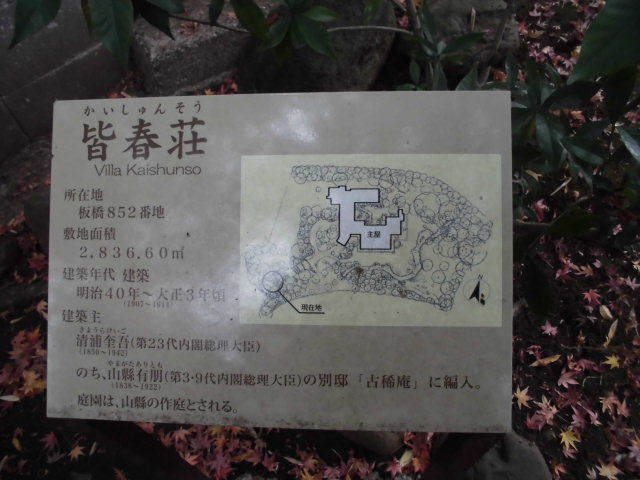 かいしゅんそう
皆春荘
Villa Kaishunso
所在地
板橋852番地
敷地面積
2,836.60㎡
建築年代 建築
明治40年～大正3年頃
(1907~1914)
建築主
きようらけいご
清浦奎吾(第23代内閣総理大臣)
(1850~1942)
やまがたありとも
のち、山縣有朋(第3・9代内閣総理大臣)の別邸「古稀庵」に編入。
(1838~1922)
庭園は、山縣の作庭とされる。
主屋
現在地
N